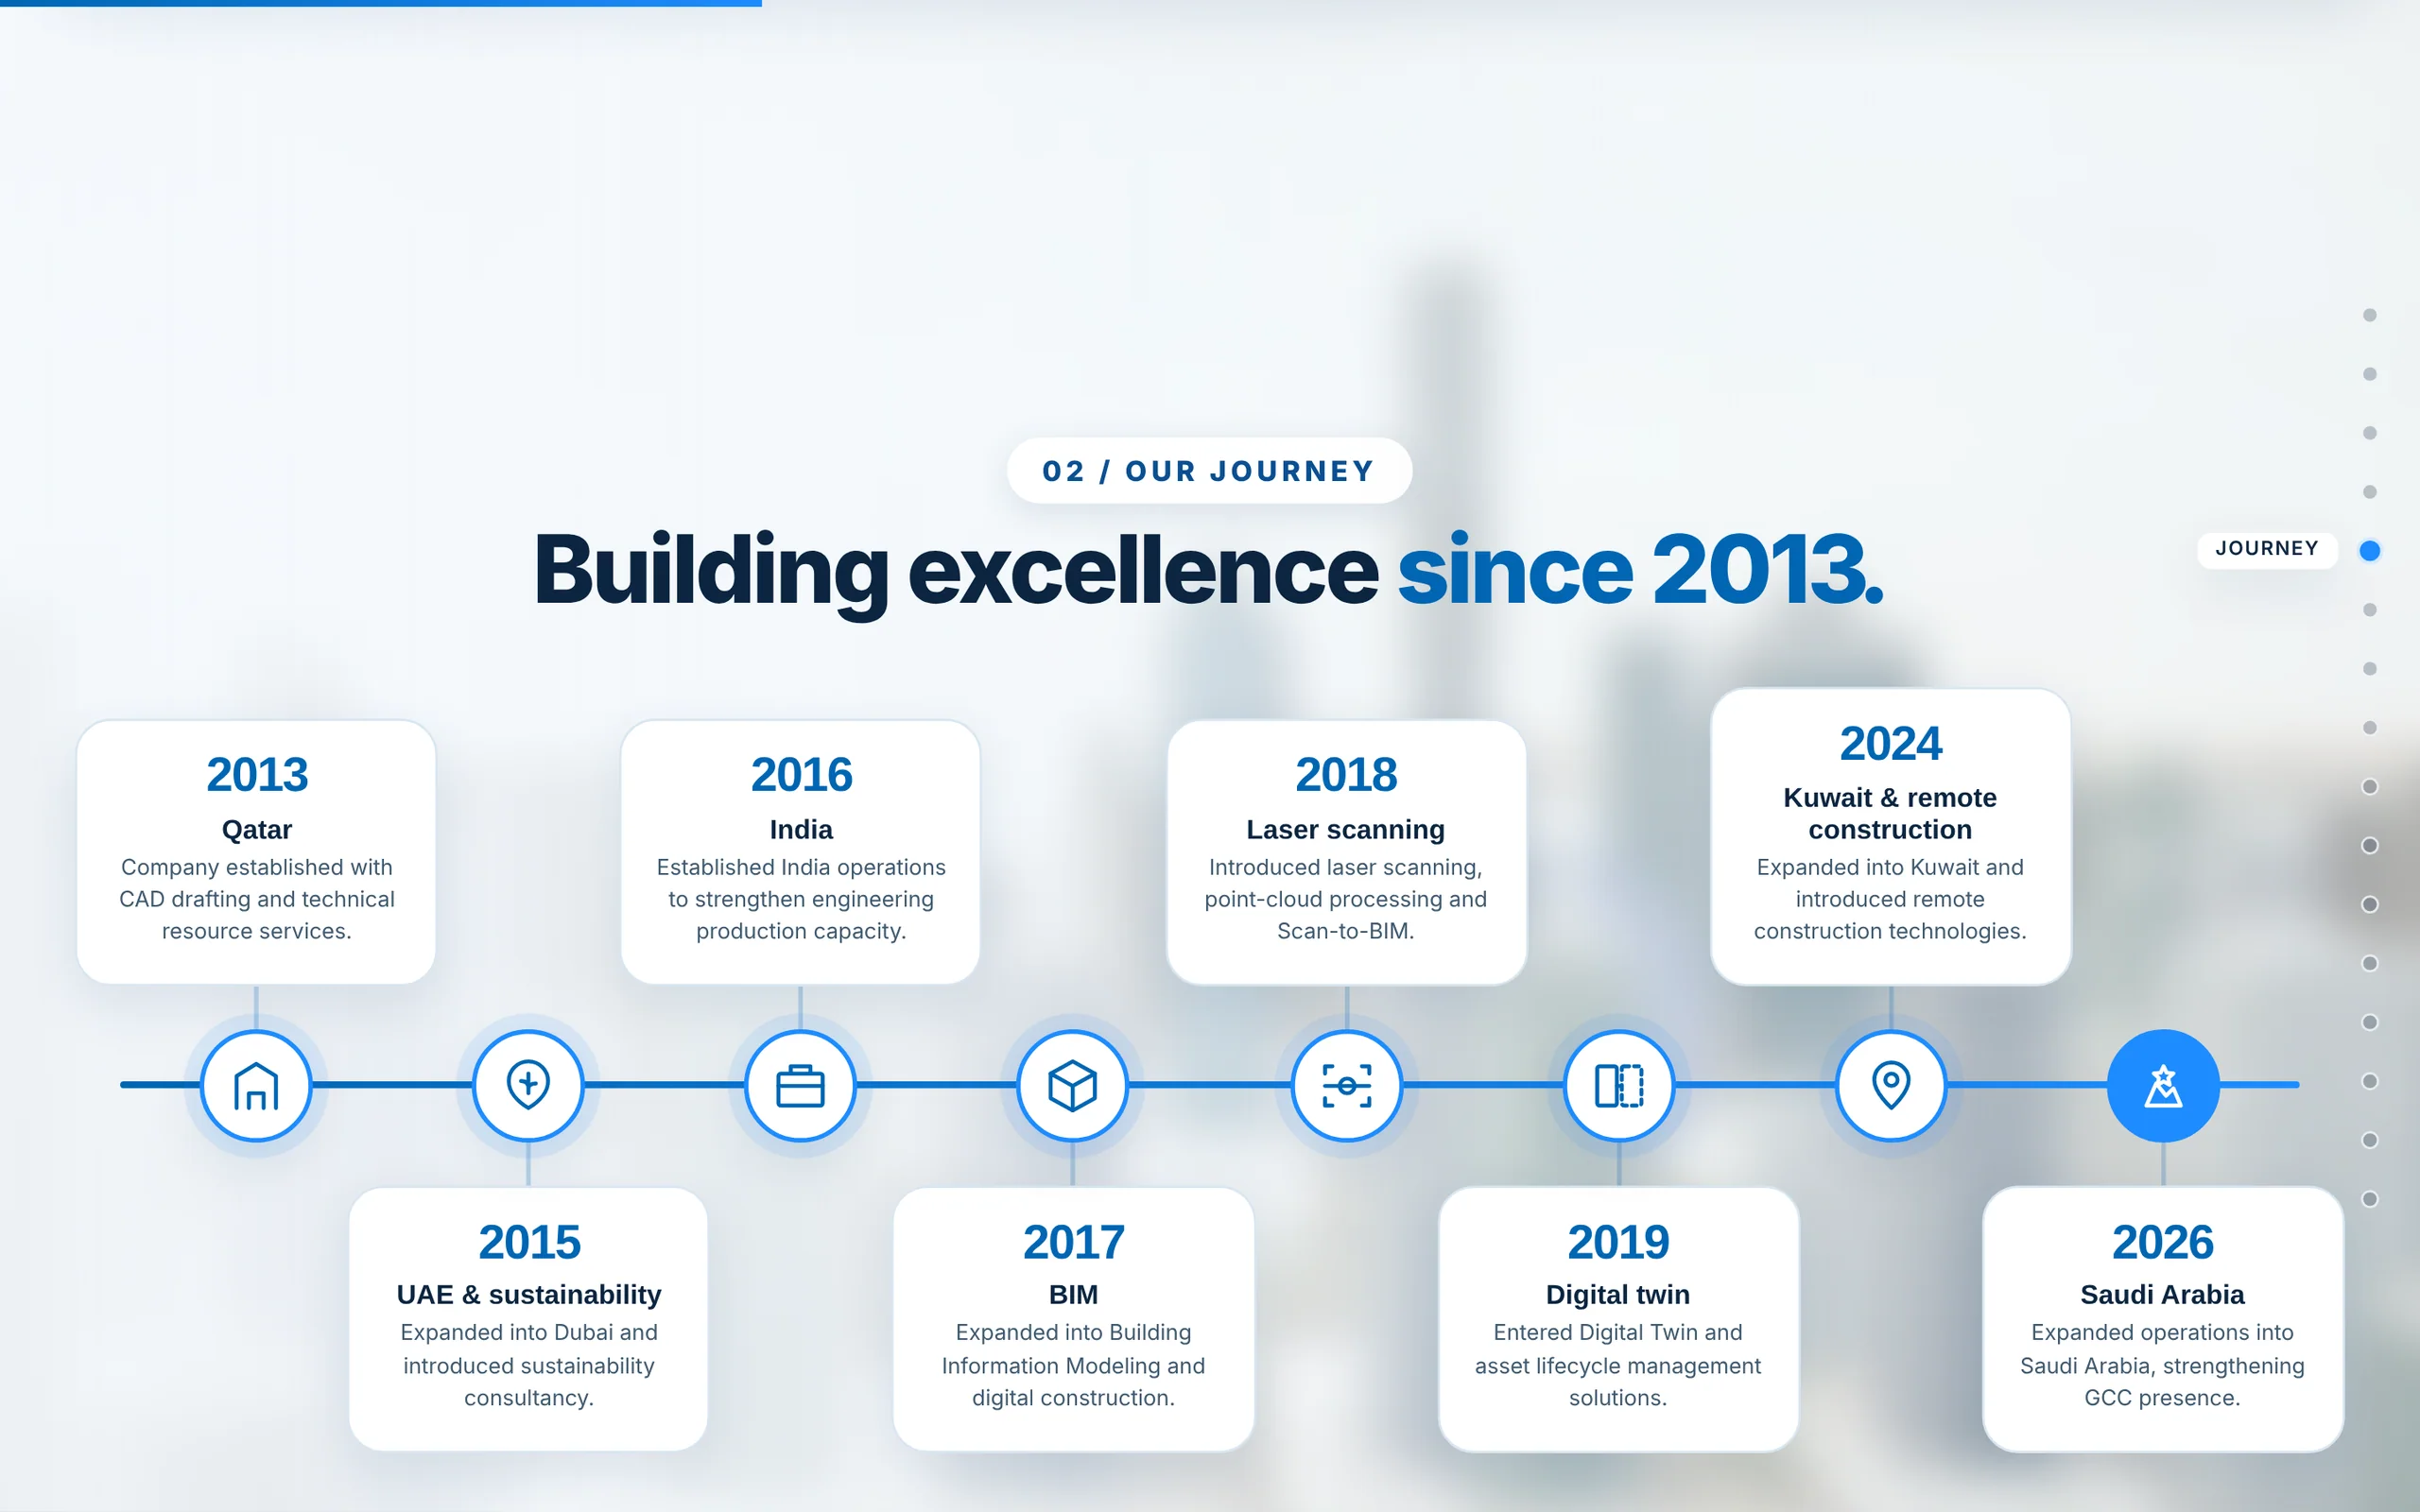 02 / OUR JOURNEY
Building excellence since 2013.
JOURNEY
2013
Qatar
Company established with
CAD drafting and technical
resource services.
2015
UAE & sustainability
Expanded into Dubai and
introduced sustainability
consultancy.
2016
India
Established India operations
to strengthen engineering
production capacity.
2017
BIM
Expanded into Building
Information Modeling and
digital construction.
2018
Laser scanning
Introduced laser scanning,
point-cloud processing and
Scan-to-BIM.
2019
Digital twin
Entered Digital Twin and
asset lifecycle management
solutions.
2024
Kuwait & remote
construction
Expanded into Kuwait and
introduced remote
construction technologies.
2026
Saudi Arabia
Expanded operations into
Saudi Arabia, strengthening
GCC presence.